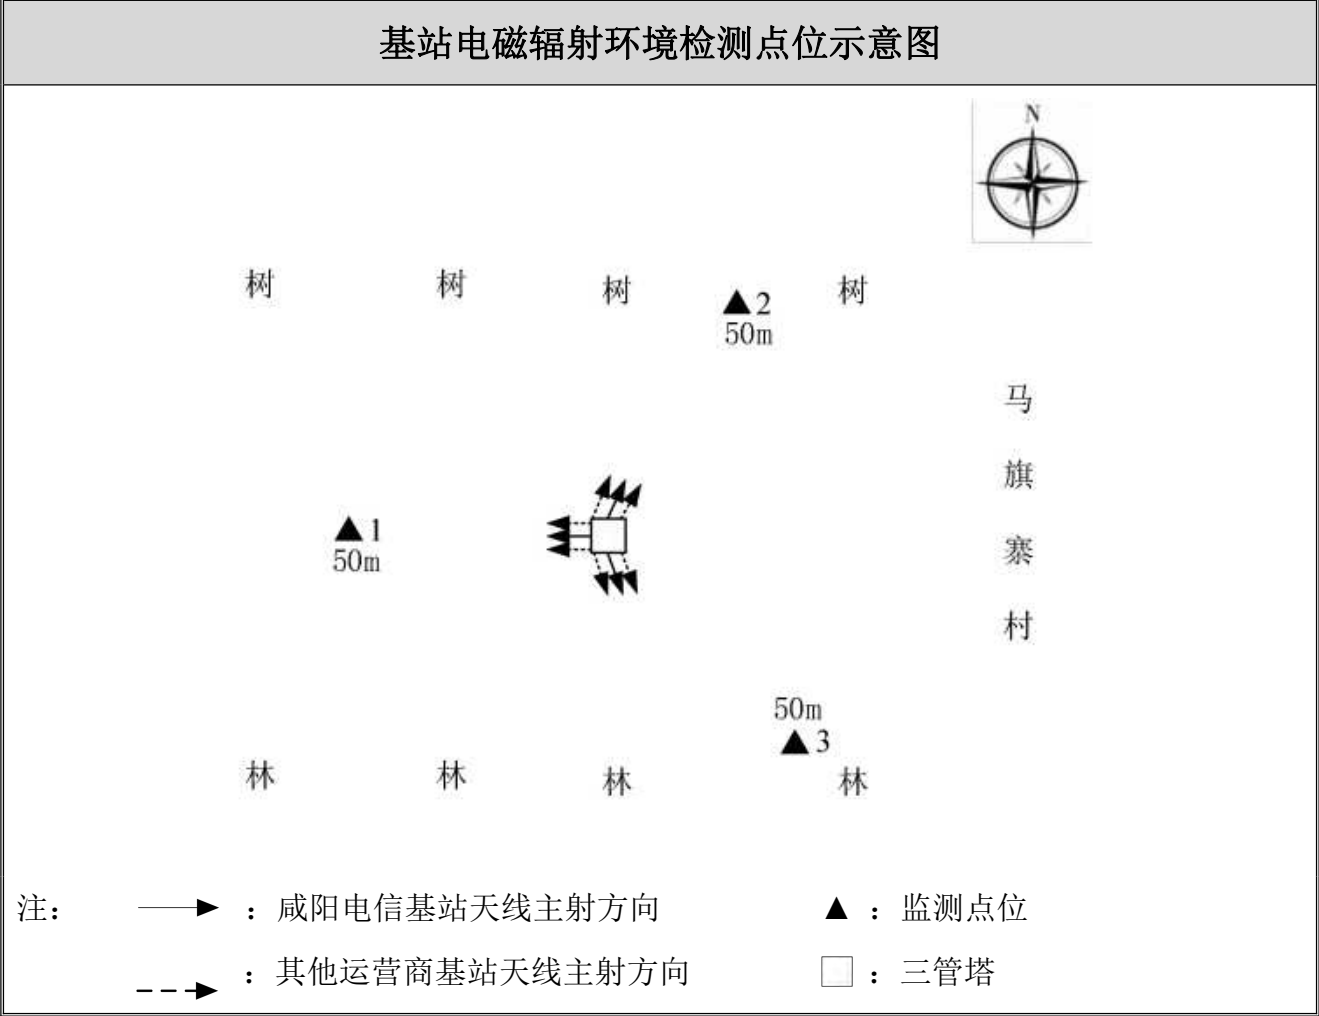 基站电磁辐射环境检测点位示意图
N
树 树 树 树
▲2
50m
马
旗
寨
村
▲1
50m
50m
▲3
林 林 林 林
注： ：咸阳电信基站天线主射方向 ▲：监测点位
：其他运营商基站天线主射方向 ：三管塔